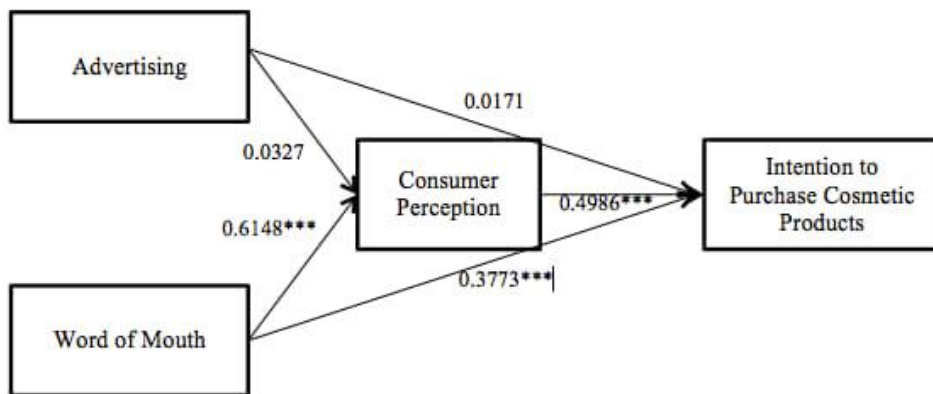 Advertising
0.0171
0.0327
Consumer
Perception
Intention to
Purchase Cosmetic
Products
0.4986***
0.6148***
0.3773***
Word of Mouth